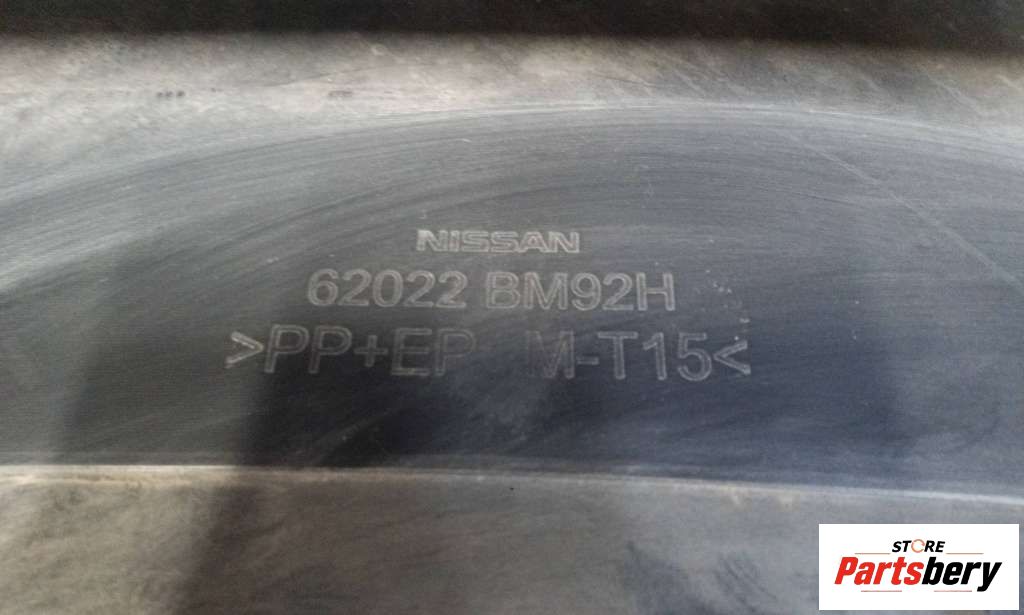 NISSAN
62022 BM92H
>PP+EP M-T15<
STORE
Partsbery